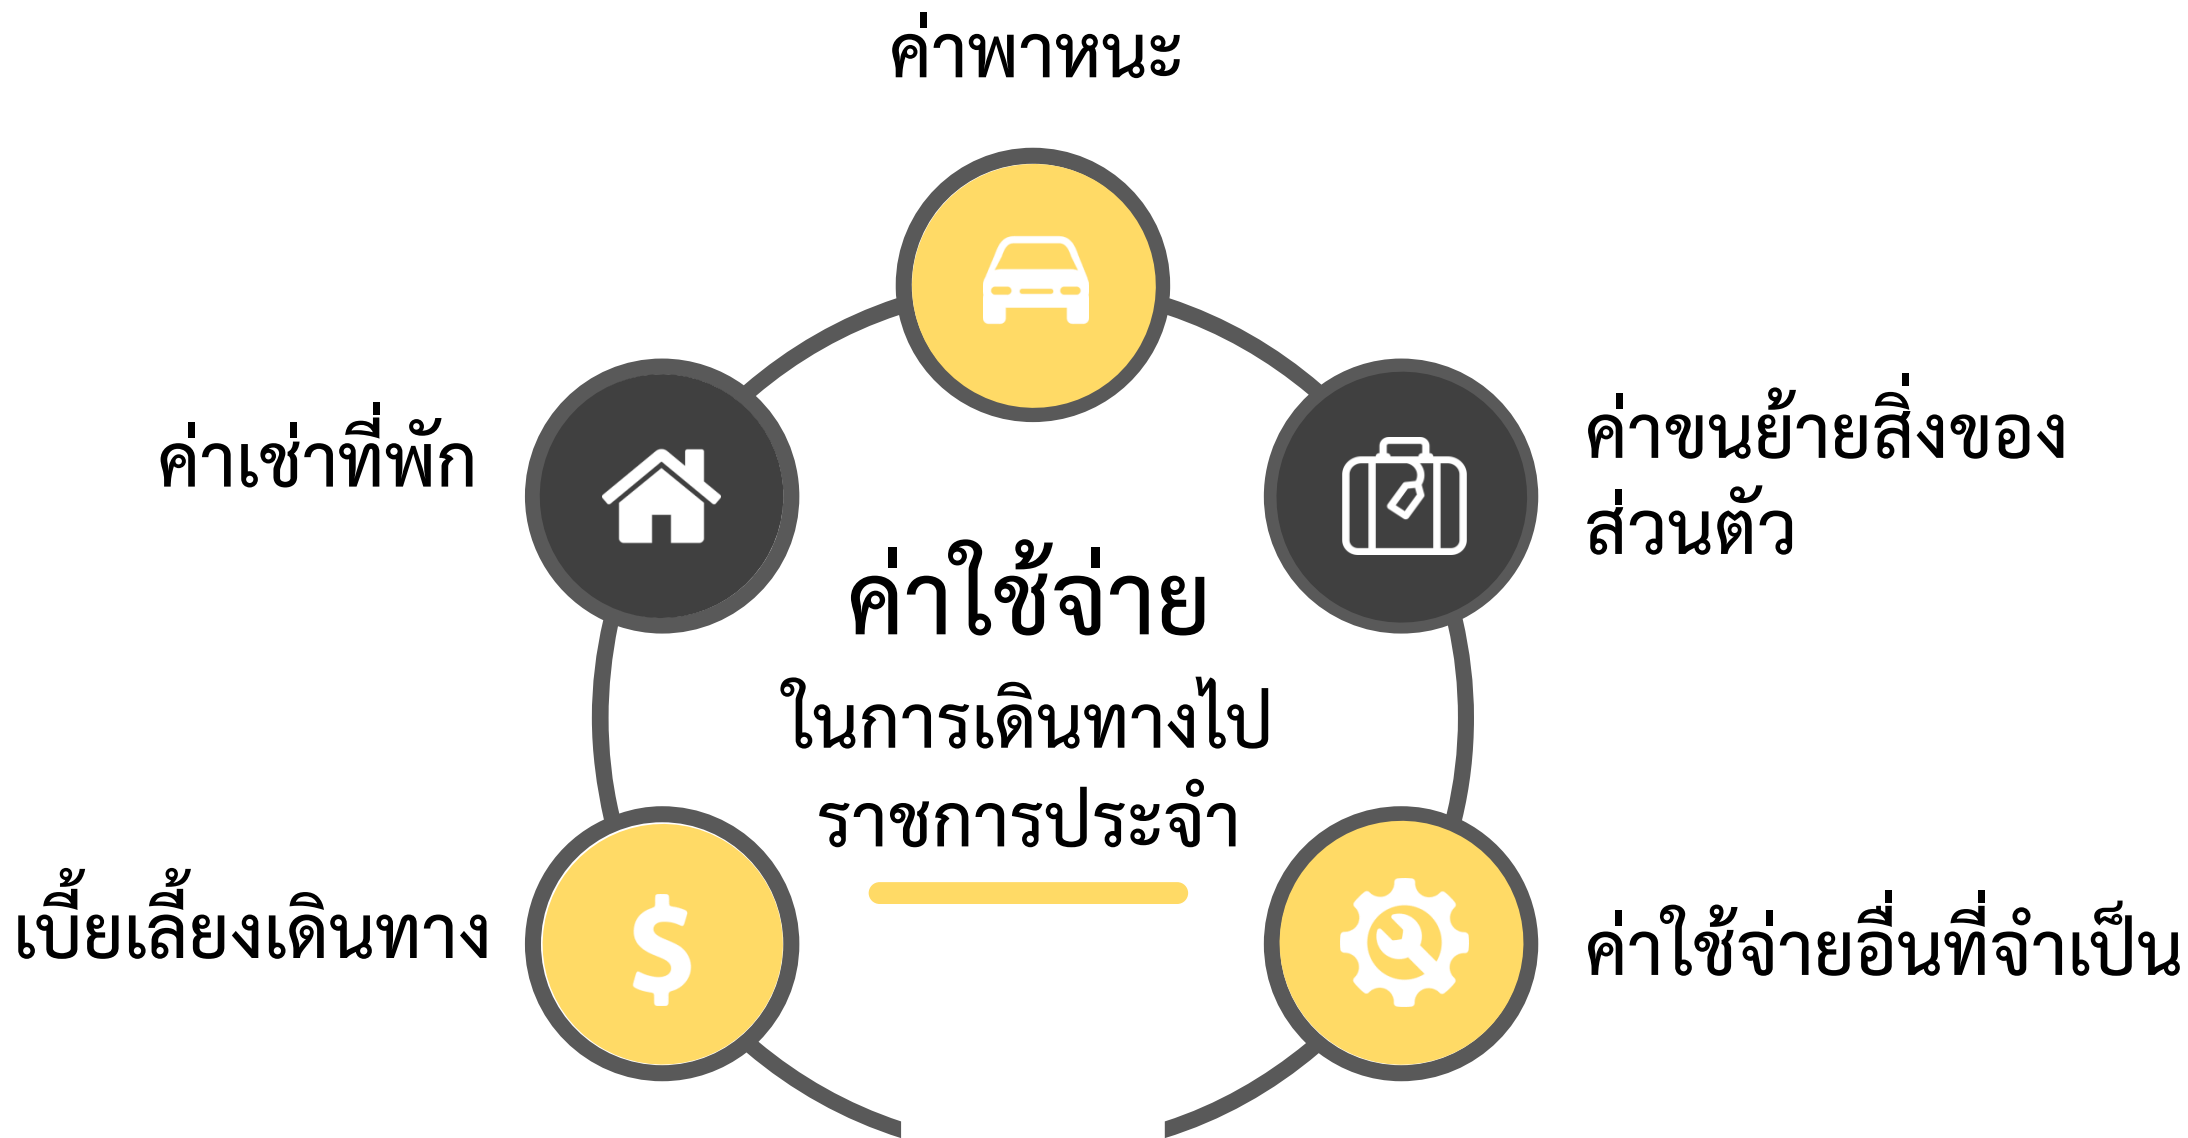 ค่าพาหนะ
ค่าเช่าที่พัก
ค่าขนย้ายสิ่งของ
ส่วนตัว
ค่าใช้จ่าย
ในการเดินทางไป
ราชการประจำ
เบี้ยเลี้ยงเดินทาง
ค่าใช้จ่ายอื่นที่จำเป็น